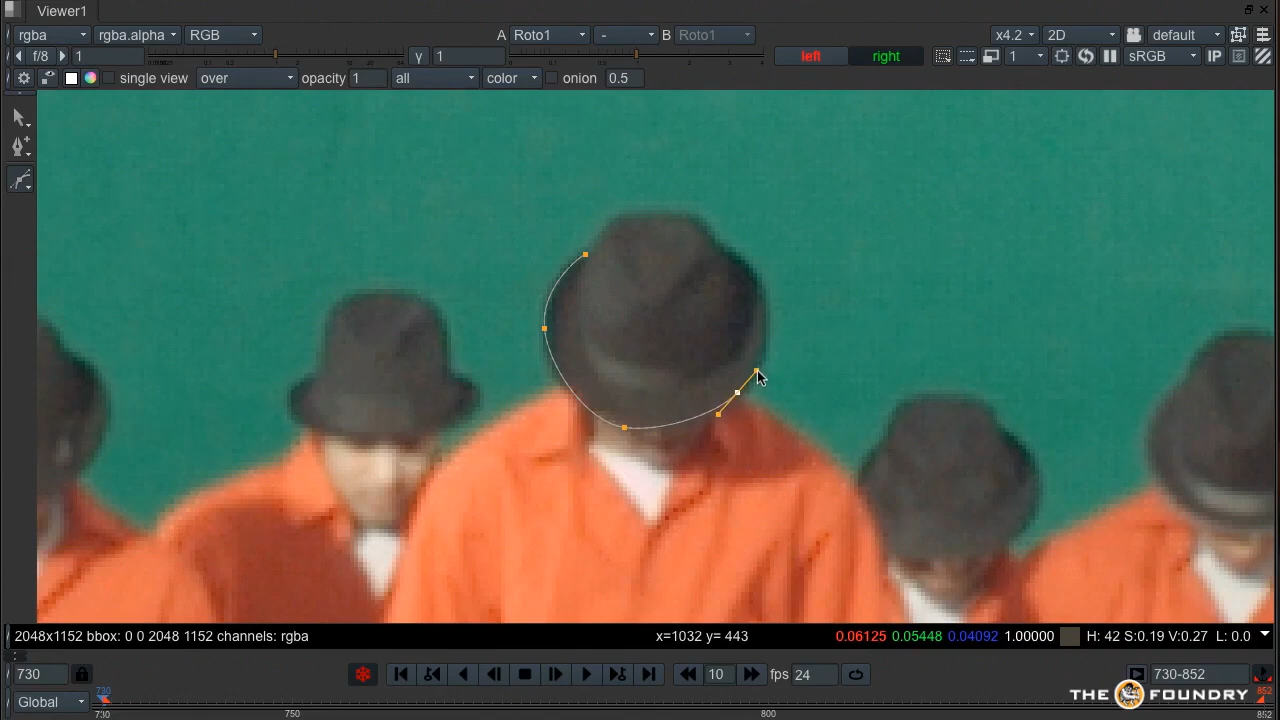 Viewer1
rgba rgba.alpha RGB A Roto1 - B Roto1 x4.2 2D default
f/8 1 γ 1 left right 1 sRGB IP
single view over opacity 1 all color onion 0.5
2048x1152 bbox: 0 0 2048 1152 channels: rgba x=1032 y= 443 0.06125 0.05448 0.04092 1.00000 H: 42 S:0.19 V:0.27 L: 0.0
730 10 fps 24 730-852
THE FOUNDRY
Global 730 852
730 750 800 852